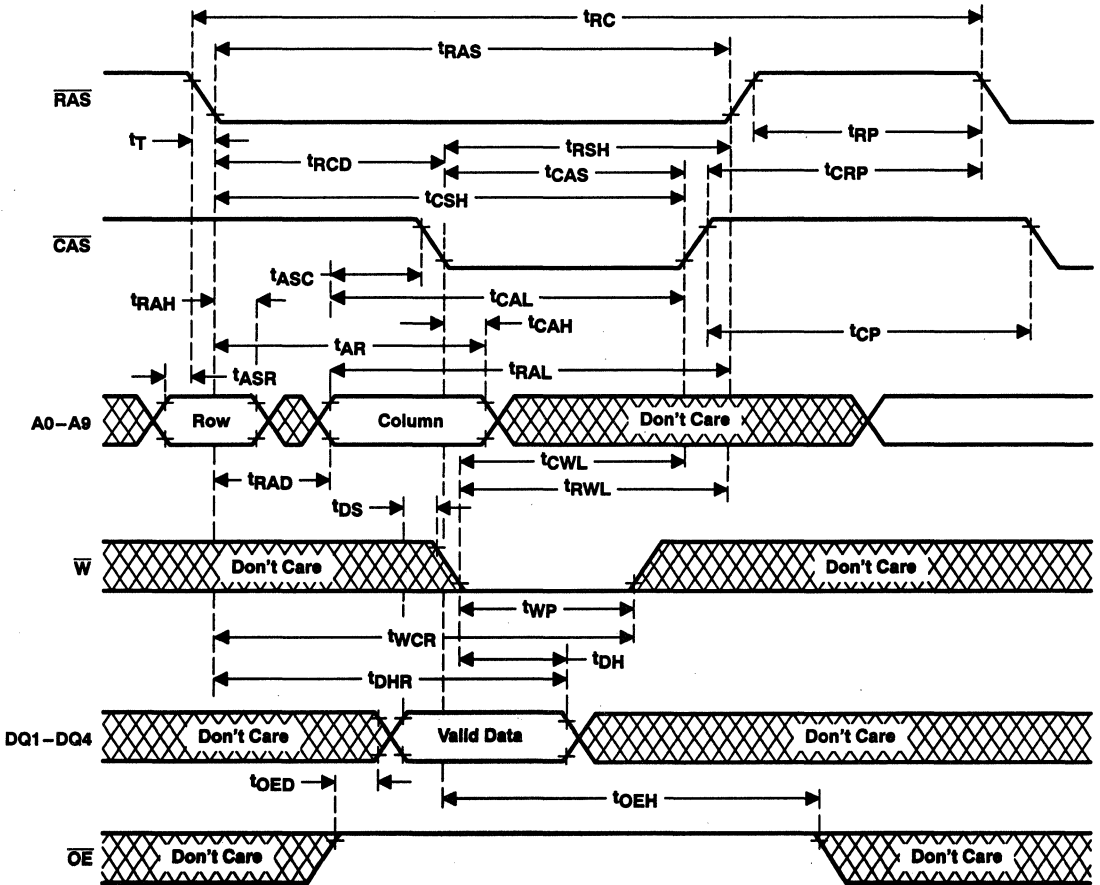 tRC
tRAS
RAS
tT
tRP
tRCD
tRSH
tCAS
tCRP
tCSH
CAS
tASC
tRAH
tCAL
tCAH
tCP
tAR
tASR
tRAL
A0–A9
Row
Column
Don't Care
tRAD
tCWL
tRWL
tDS
W
Don't Care
Don't Care
tWP
tWCR
tDH
tDHR
DQ1–DQ4
Don't Care
Valid Data
Don't Care
tOED
tOEH
OE
Don't Care
Don't Care